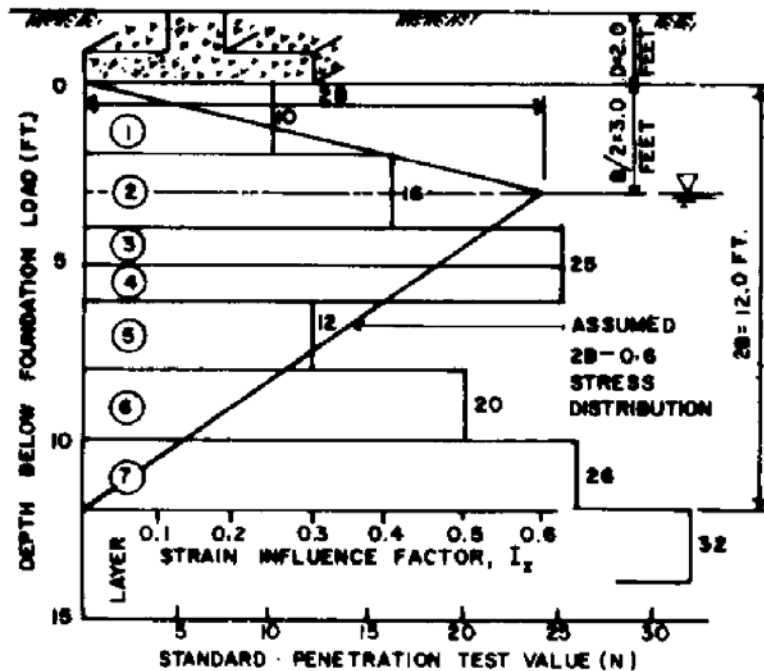 D=2.0
FEET
B/2=3.0
FEET
2B=12.0 FT.
DEPTH BELOW FOUNDATION LOAD (FT.)
0
5
10
15
2B
1
10
2
16
3
4
25
5
12
6
20
7
26
32
ASSUMED
2B-0.6
STRESS
DISTRIBUTION
0.1 0.2 0.3 0.4 0.5 0.6
STRAIN INFLUENCE FACTOR, Iz
LAYER
5 10 15 20 25 30
STANDARD PENETRATION TEST VALUE (N)